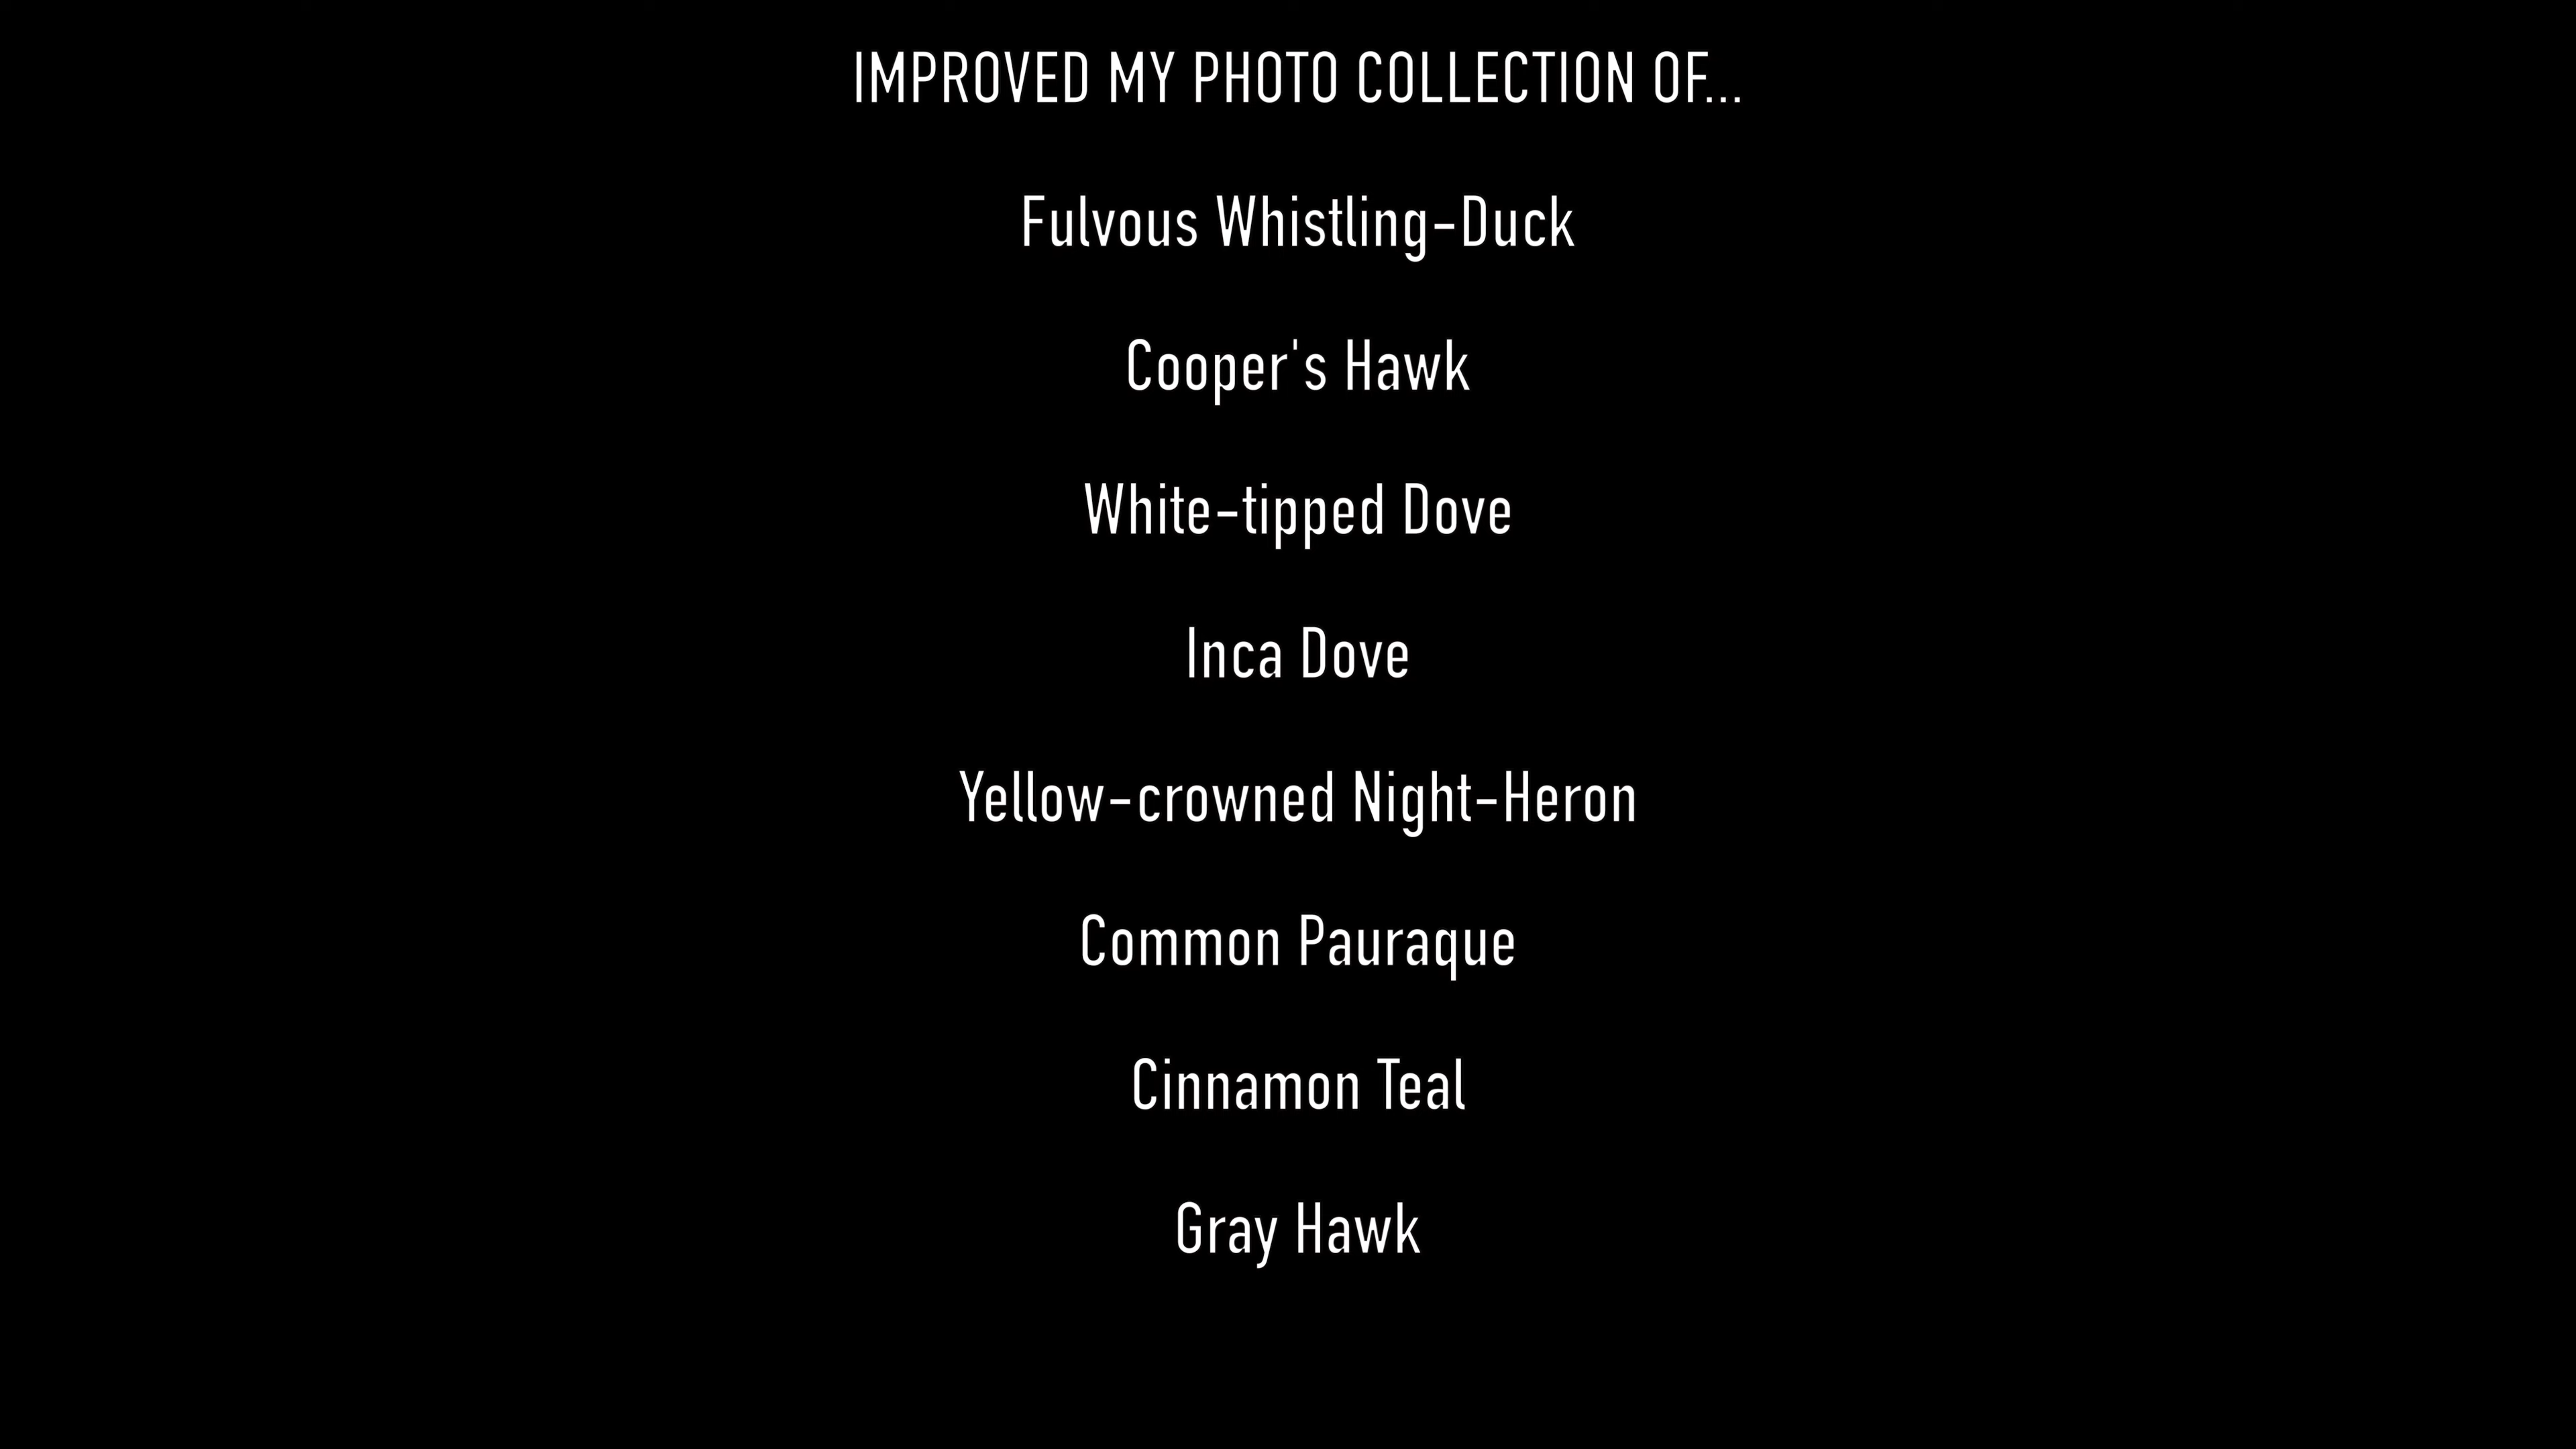 IMPROVED MY PHOTO COLLECTION OF...
Fulvous Whistling-Duck
Cooper's Hawk
White-tipped Dove
Inca Dove
Yellow-crowned Night-Heron
Common Pauraque
Cinnamon Teal
Gray Hawk